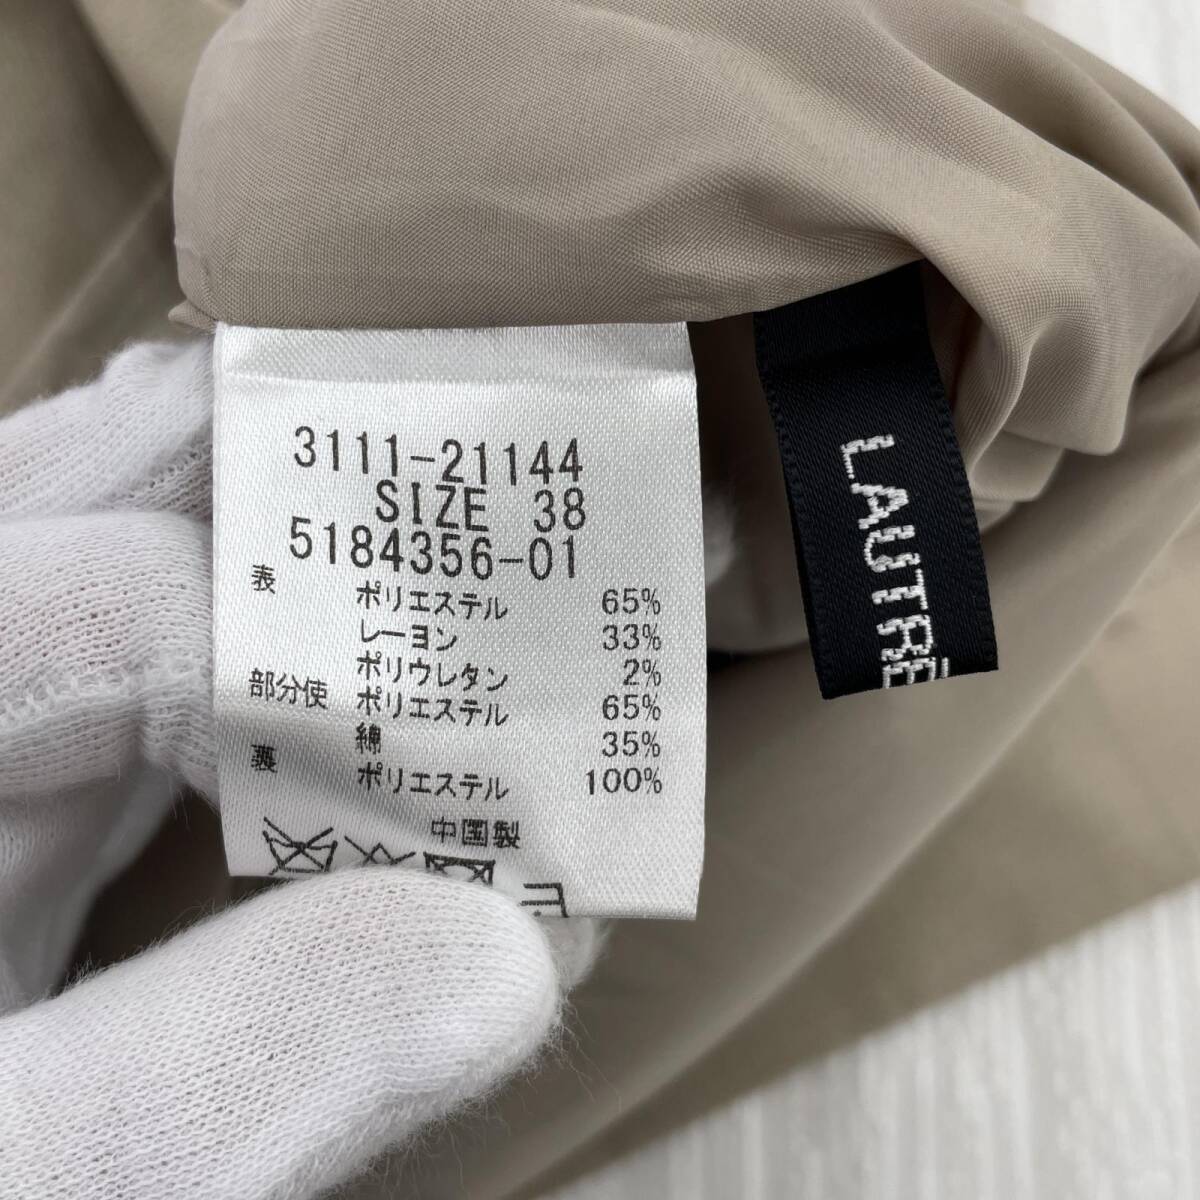 3111-21144
SIZE 38
5184356-01
表 ポリエステル 65%
レーヨン 33%
ポリウレタン 2%
部分使 ポリエステル 65%
綿 35%
裏 ポリエステル 100%
中国製
LAUTRE